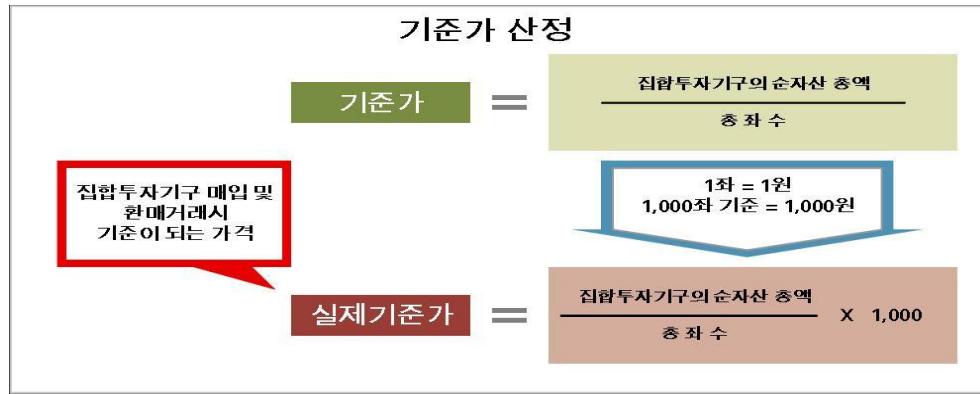 기준가 산정
기준가
=
집합투자기구의 순자산 총액
총 좌 수
집합투자기구 매입 및
환매거래시
기준이 되는 가격
1좌 = 1원
1,000좌 기준 = 1,000원
실제기준가
=
집합투자기구의 순자산 총액
총 좌 수
X 1,000